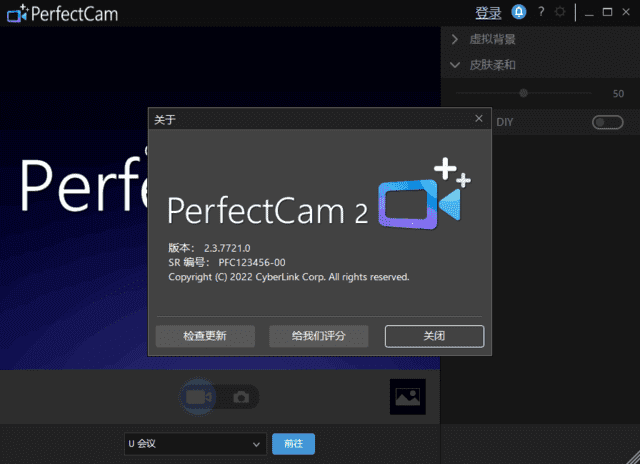 PerfectCam
登录
?
虚拟背景
皮肤柔和
50
DIY
关于
PerfectCam 2
版本： 2.3.7721.0
SR 编号： PFC123456-00
Copyright (C) 2022 CyberLink Corp. All rights reserved.
检查更新
给我们评分
关闭
U 会议
前往